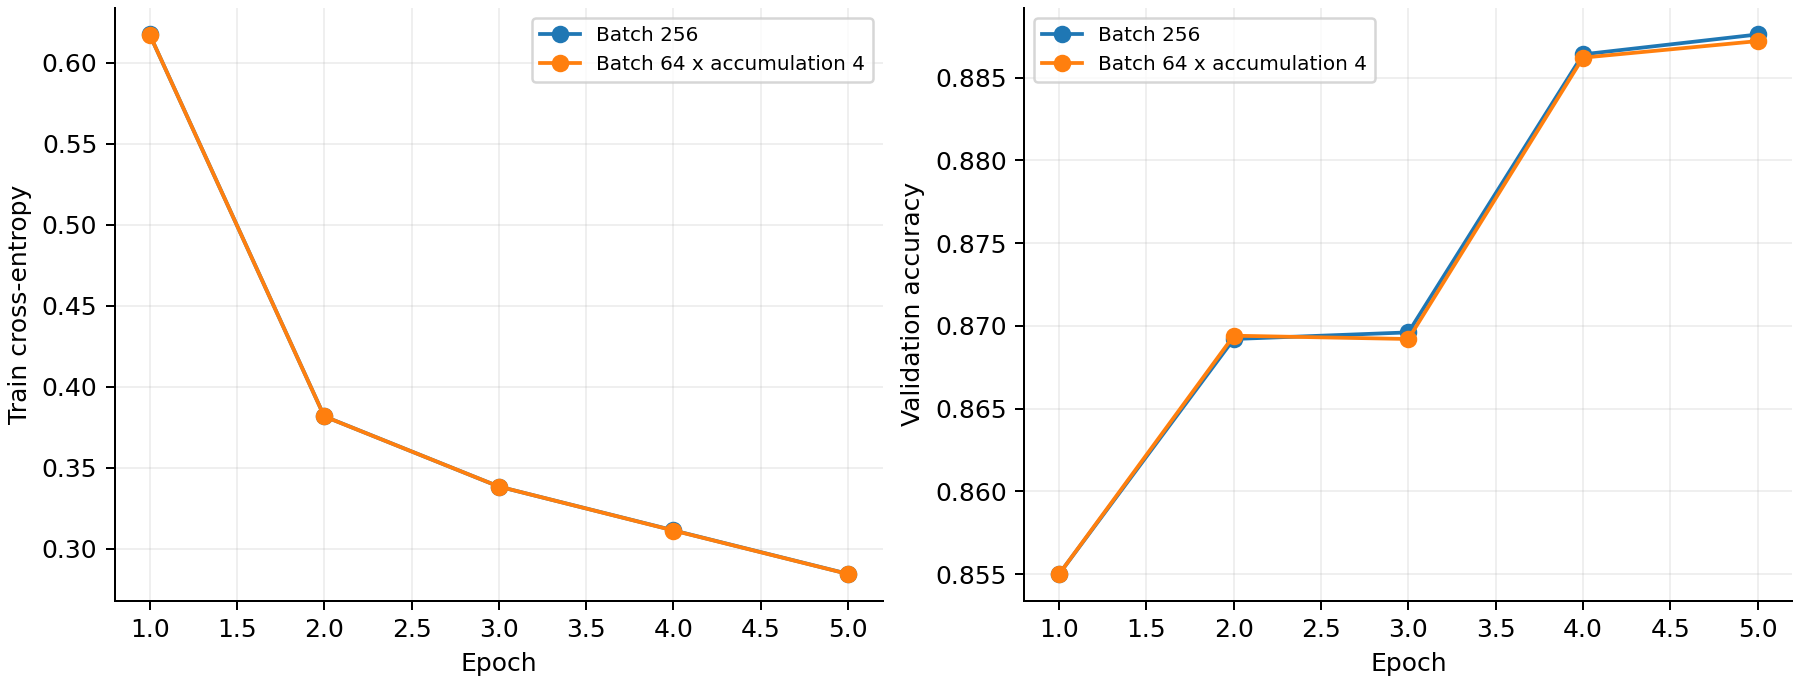 Train cross-entropy
0.60
0.55
0.50
0.45
0.40
0.35
0.30
Batch 256
Batch 64 x accumulation 4
1.0 1.5 2.0 2.5 3.0 3.5 4.0 4.5 5.0
Epoch
Validation accuracy
0.885
0.880
0.875
0.870
0.865
0.860
0.855
Batch 256
Batch 64 x accumulation 4
1.0 1.5 2.0 2.5 3.0 3.5 4.0 4.5 5.0
Epoch